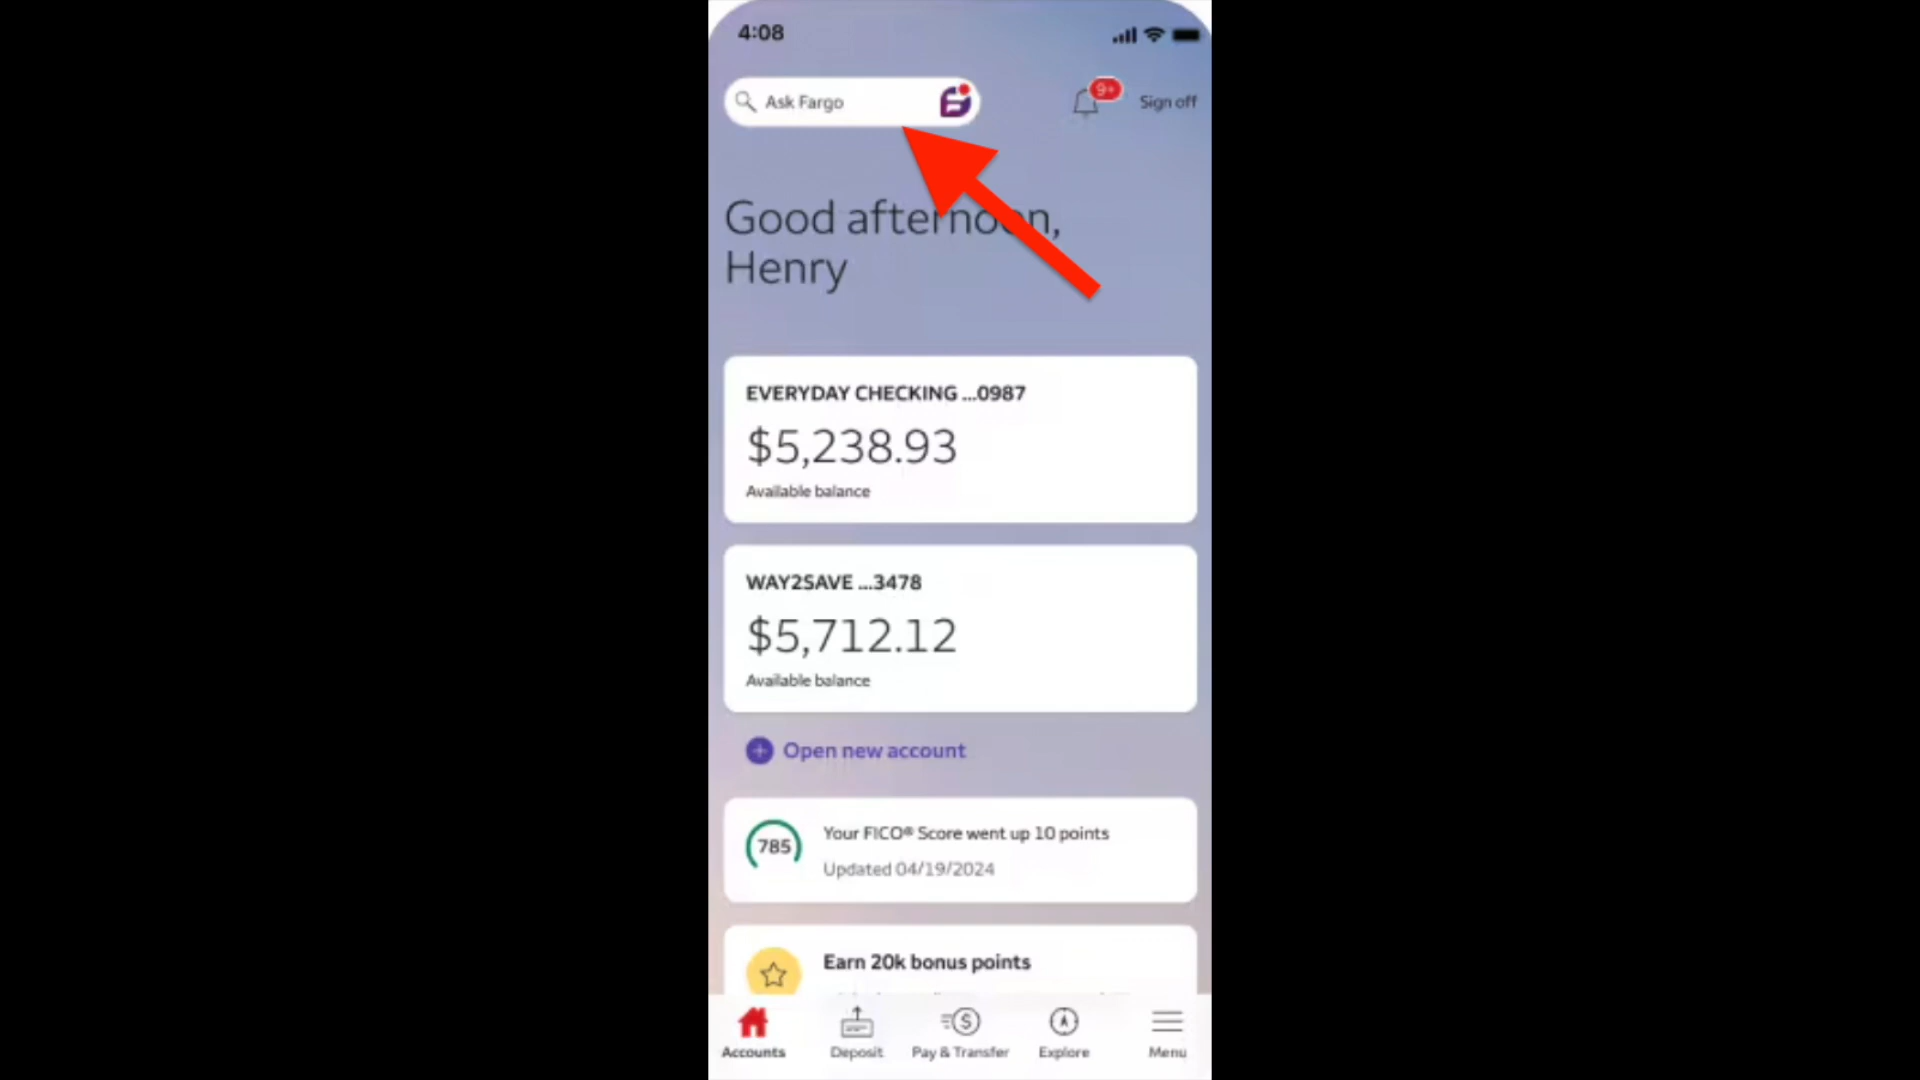 4:08
Ask Fargo
9+
Sign off
Good afternoon,
Henry
EVERYDAY CHECKING ...0987
$5,238.93
Available balance
WAY2SAVE ...3478
$5,712.12
Available balance
+ Open new account
785
Your FICO® Score went up 10 points
Updated 04/19/2024
Earn 20k bonus points
Accounts
Deposit
Pay & Transfer
Explore
Menu